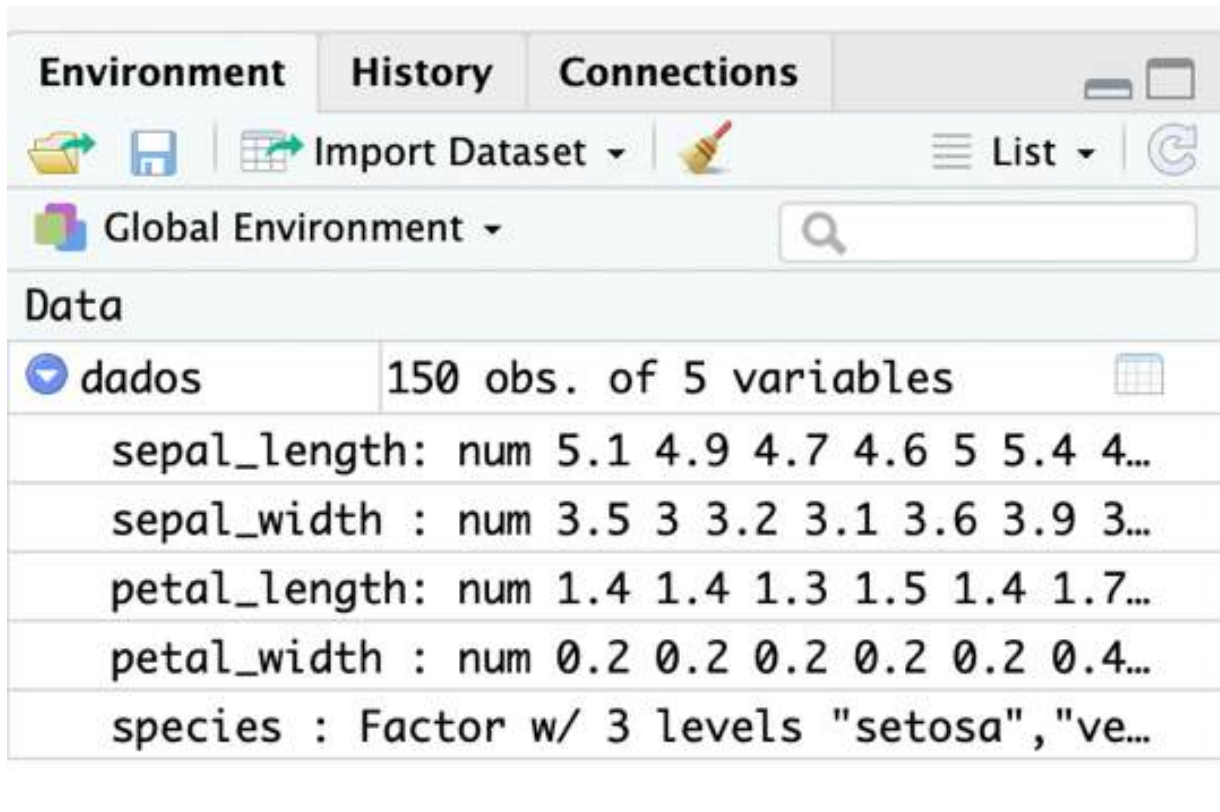 Environment History Connections
Import Dataset List
Global Environment
Data
dados 150 obs. of 5 variables
sepal_length: num 5.1 4.9 4.7 4.6 5 5.4 4…
sepal_width : num 3.5 3 3.2 3.1 3.6 3.9 3…
petal_length: num 1.4 1.4 1.3 1.5 1.4 1.7…
petal_width : num 0.2 0.2 0.2 0.2 0.2 0.4…
species : Factor w/ 3 levels "setosa","ve…